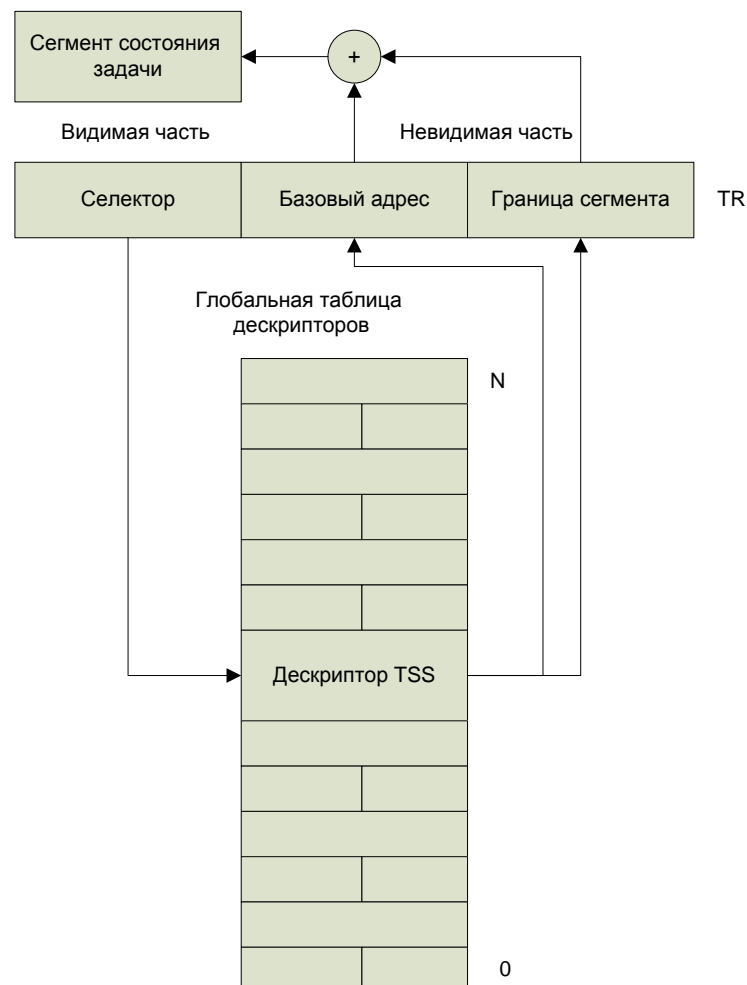 Сегмент состояния
задачи
+
Видимая часть
Невидимая часть
Селектор
Базовый адрес
Граница сегмента
TR
Глобальная таблица
дескрипторов
N
Дескриптор TSS
0